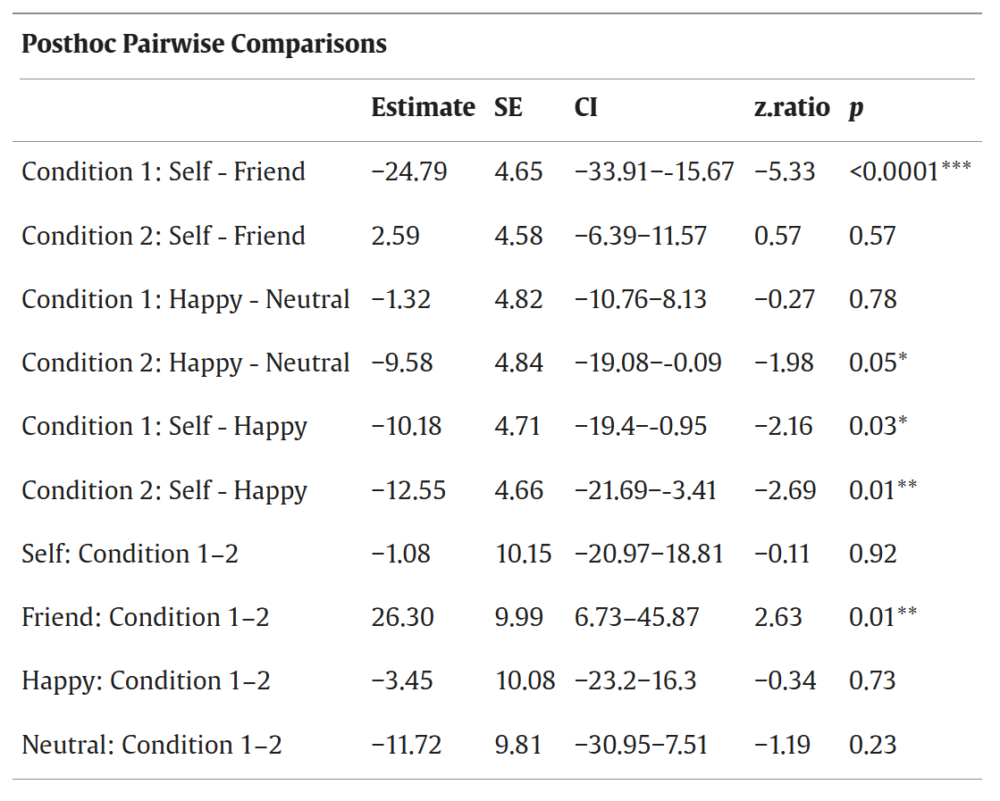 Posthoc Pairwise Comparisons
Estimate SE CI z.ratio p
Condition 1: Self - Friend −24.79 4.65 −33.91−-15.67 −5.33 <0.0001***
Condition 2: Self - Friend 2.59 4.58 −6.39−11.57 0.57 0.57
Condition 1: Happy - Neutral −1.32 4.82 −10.76−8.13 −0.27 0.78
Condition 2: Happy - Neutral −9.58 4.84 −19.08−-0.09 −1.98 0.05*
Condition 1: Self - Happy −10.18 4.71 −19.4−-0.95 −2.16 0.03*
Condition 2: Self - Happy −12.55 4.66 −21.69−-3.41 −2.69 0.01**
Self: Condition 1–2 −1.08 10.15 −20.97−18.81 −0.11 0.92
Friend: Condition 1–2 26.30 9.99 6.73–45.87 2.63 0.01**
Happy: Condition 1–2 −3.45 10.08 −23.2−16.3 −0.34 0.73
Neutral: Condition 1–2 −11.72 9.81 −30.95−7.51 −1.19 0.23